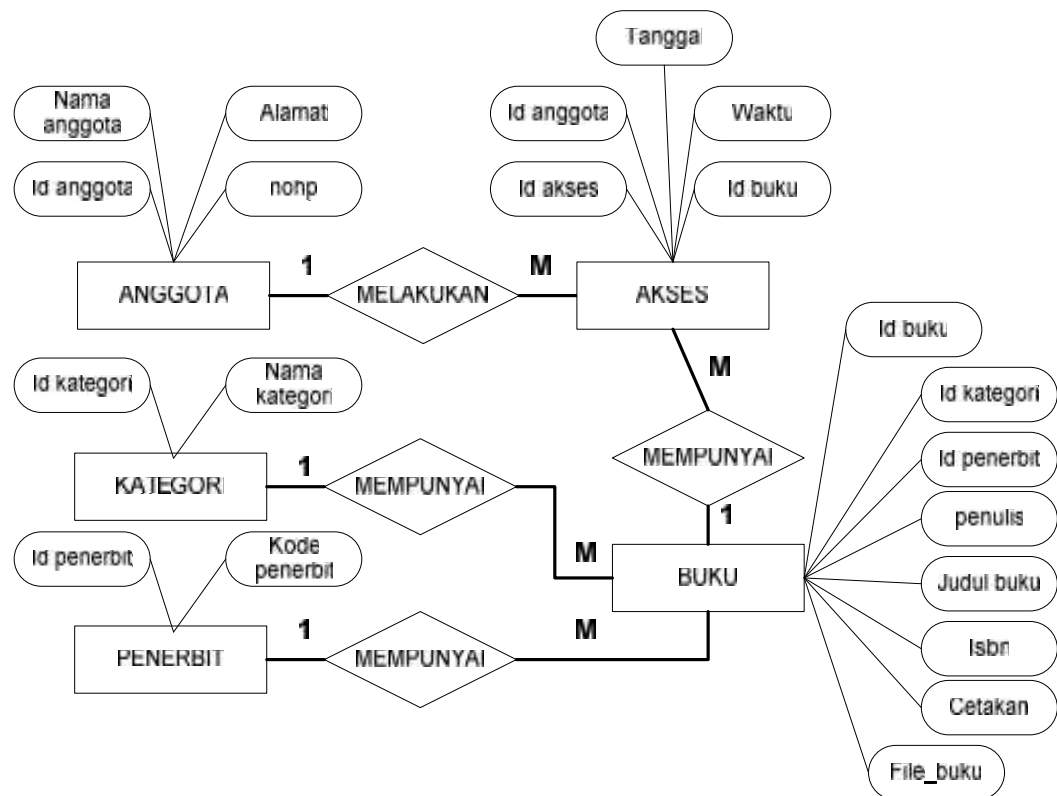 Tanggal
Nama
anggota
Alamat
Id anggota
Waktu
Id anggota
nohp
Id akses
Id buku
ANGGOTA
1
MELAKUKAN
M
AKSES
Id buku
Id kategori
Nama
kategori
M
Id kategori
KATEGORI
1
MEMPUNYAI
MEMPUNYAI
Id penerbit
1
penulis
Id penerbit
Kode
penerbit
M
BUKU
Judul buku
PENERBIT
1
MEMPUNYAI
M
Isbn
Cetakan
File_buku